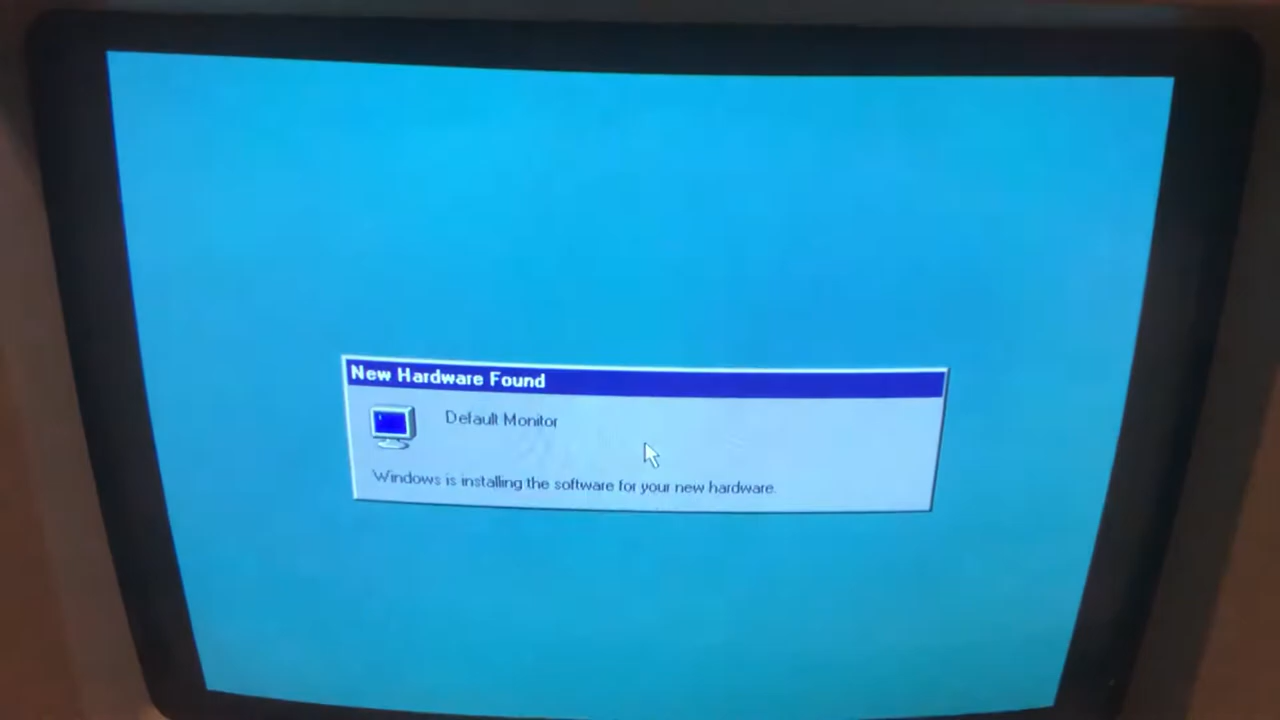 New Hardware Found
Default Monitor
Windows is installing the software for your new hardware.